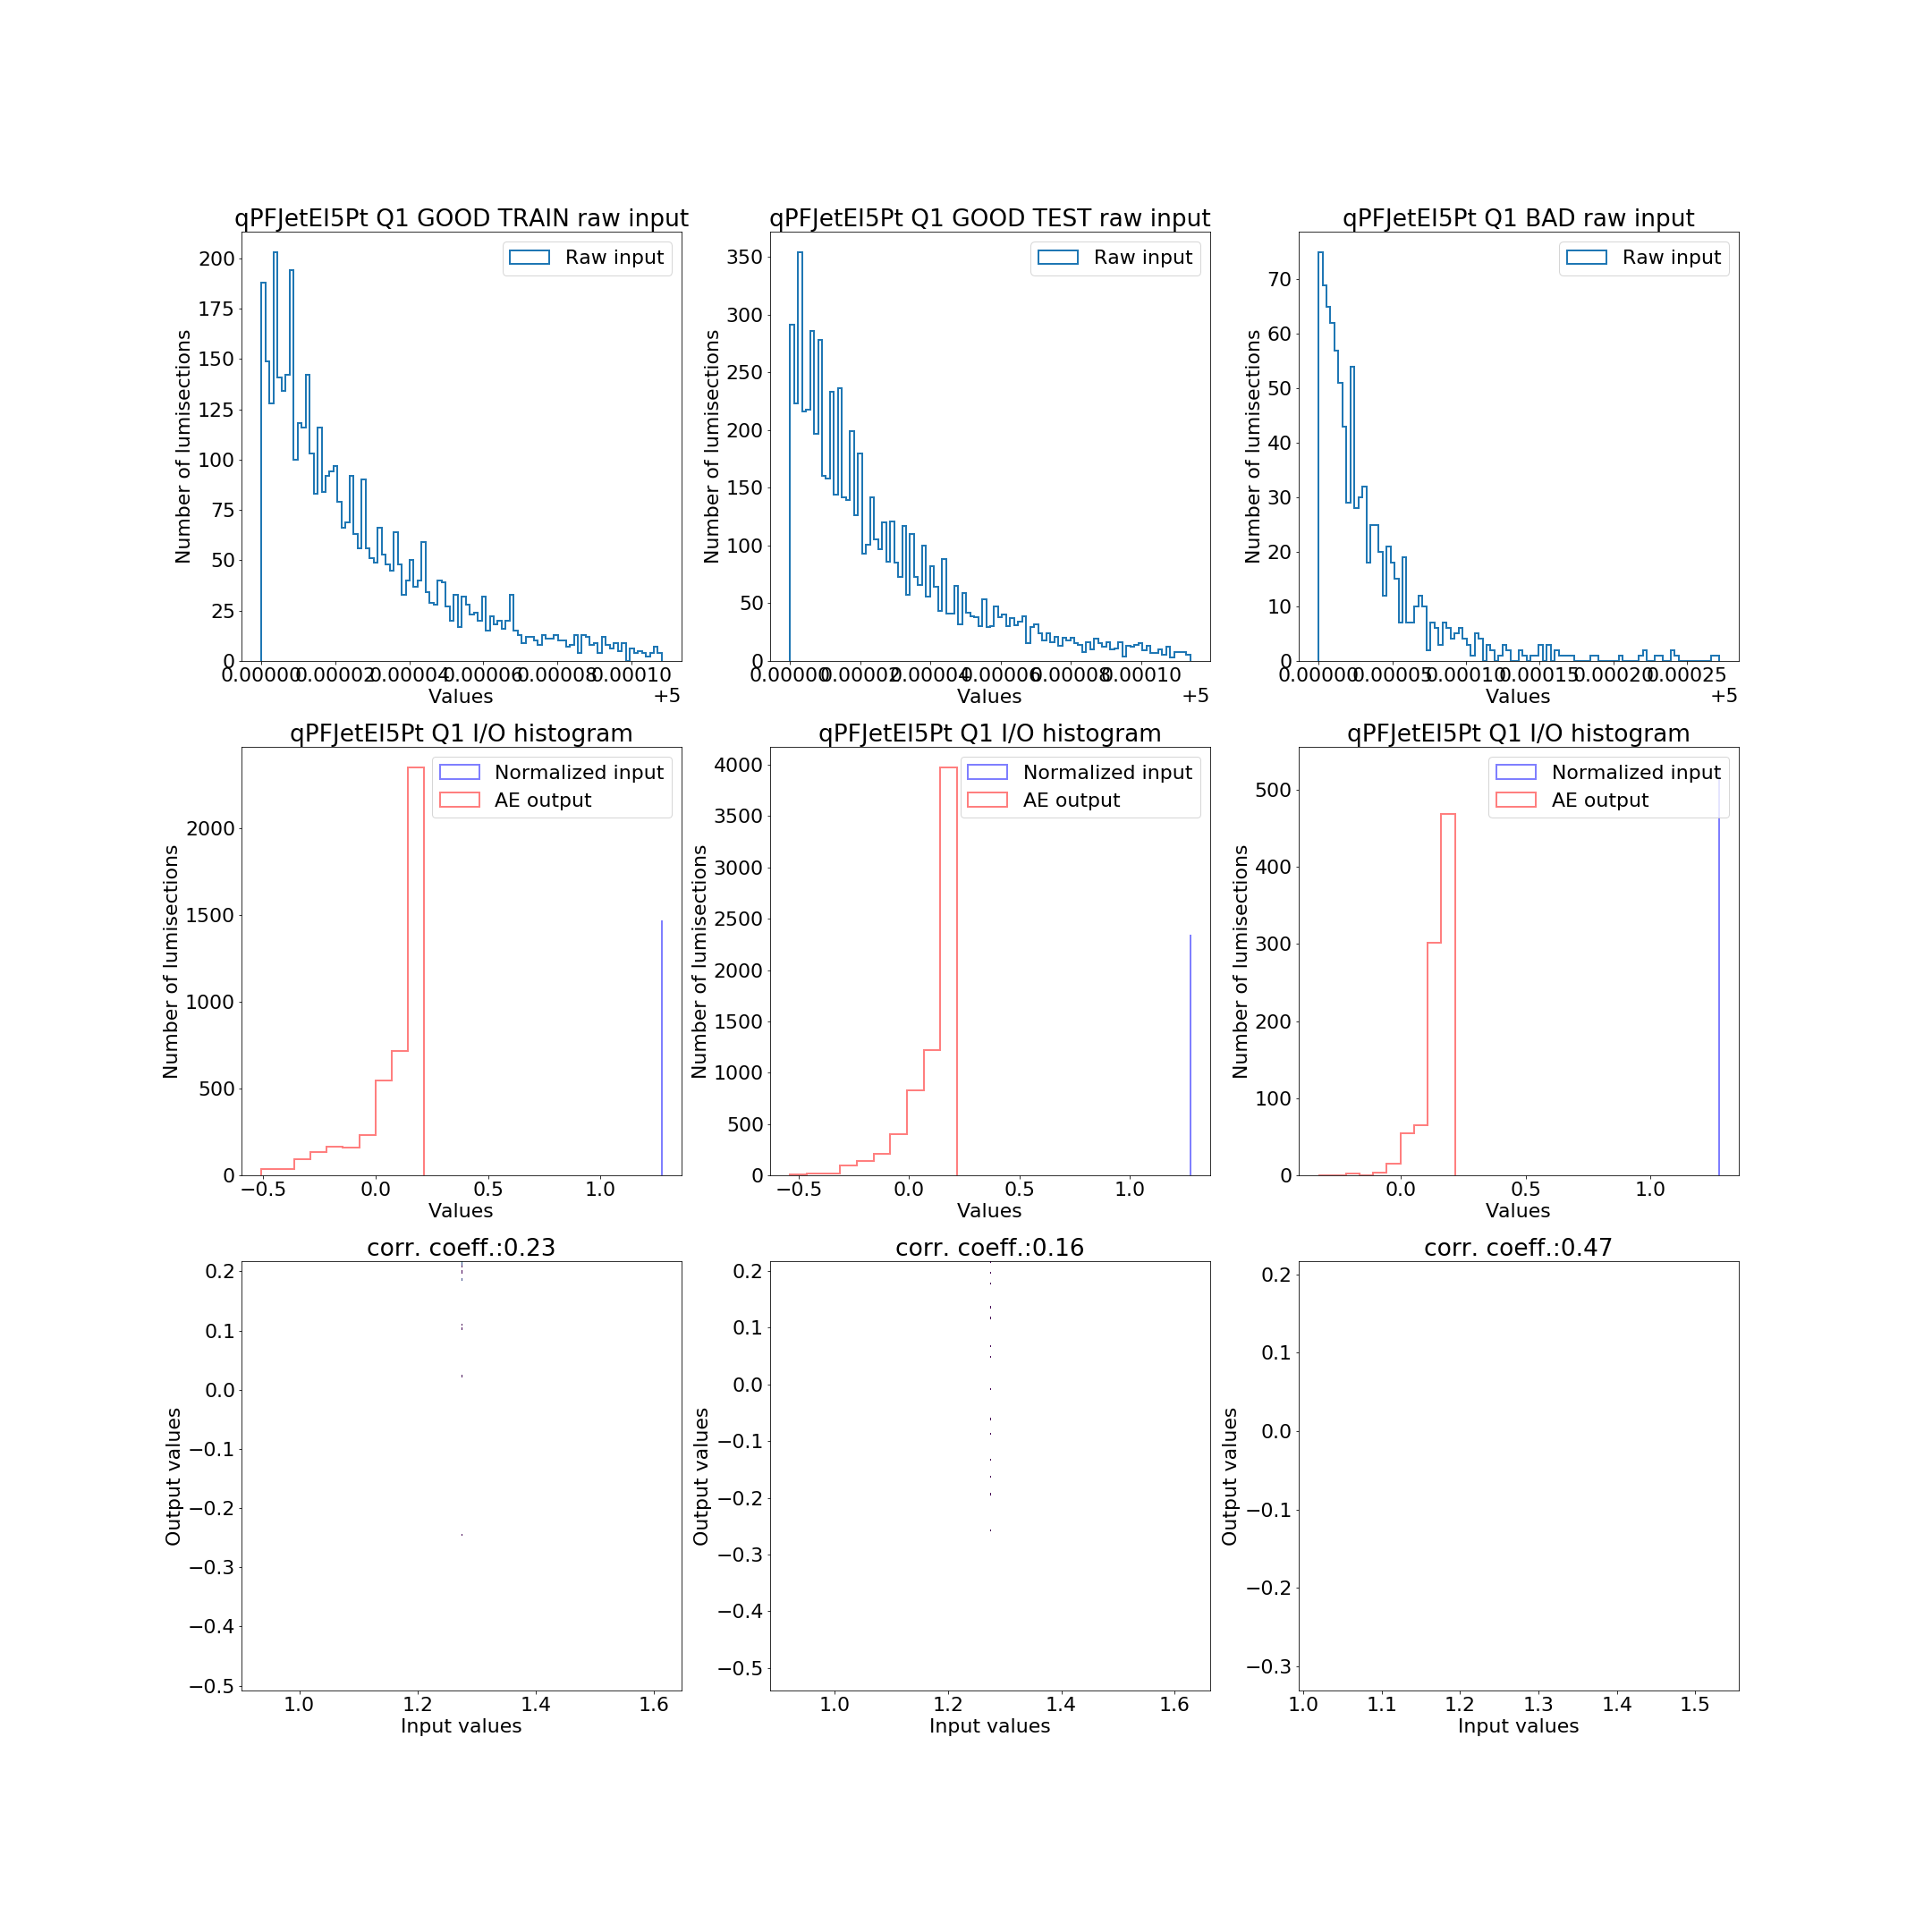 qPFJetEI5Pt Q1 GOOD TRAIN raw input
qPFJetEI5Pt Q1 GOOD TEST raw input
qPFJetEI5Pt Q1 BAD raw input
Raw input
Raw input
Raw input
Number of lumisections
200
175
150
125
100
75
50
25
0
0.00000 0.00002 0.00004 0.00006 0.00008 0.00010
Values
+5
Number of lumisections
350
300
250
200
150
100
50
0
0.00000 0.00002 0.00004 0.00006 0.00008 0.00010
Values
+5
Number of lumisections
70
60
50
40
30
20
10
0
0.00000 0.00005 0.00010 0.00015 0.00020 0.00025
Values
+5
qPFJetEI5Pt Q1 I/O histogram
qPFJetEI5Pt Q1 I/O histogram
qPFJetEI5Pt Q1 I/O histogram
Normalized input
AE output
Normalized input
AE output
Normalized input
AE output
Number of lumisections
2000
1500
1000
500
0
−0.5 0.0 0.5 1.0
Values
Number of lumisections
4000
3500
3000
2500
2000
1500
1000
500
0
−0.5 0.0 0.5 1.0
Values
Number of lumisections
500
400
300
200
100
0
0.0 0.5 1.0
Values
corr. coeff.:0.23
corr. coeff.:0.16
corr. coeff.:0.47
Output values
0.2
0.1
0.0
−0.1
−0.2
−0.3
−0.4
−0.5
1.0 1.2 1.4 1.6
Input values
Output values
0.2
0.1
0.0
−0.1
−0.2
−0.3
−0.4
−0.5
1.0 1.2 1.4 1.6
Input values
Output values
0.2
0.1
0.0
−0.1
−0.2
−0.3
1.0 1.1 1.2 1.3 1.4 1.5
Input values